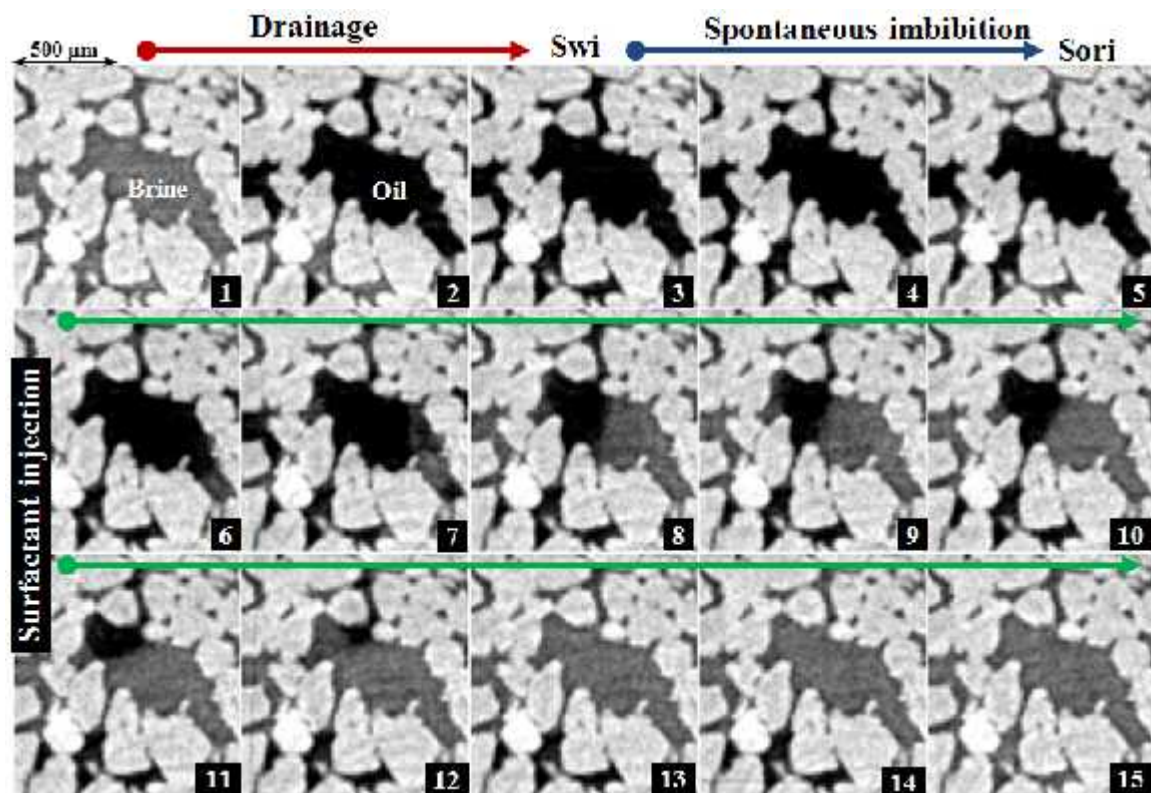 Drainage
Spontaneous imbibition
500 µm
Swi
Sori
Brine
Oil
1
2
3
4
5
Surfactant injection
6
7
8
9
10
11
12
13
14
15